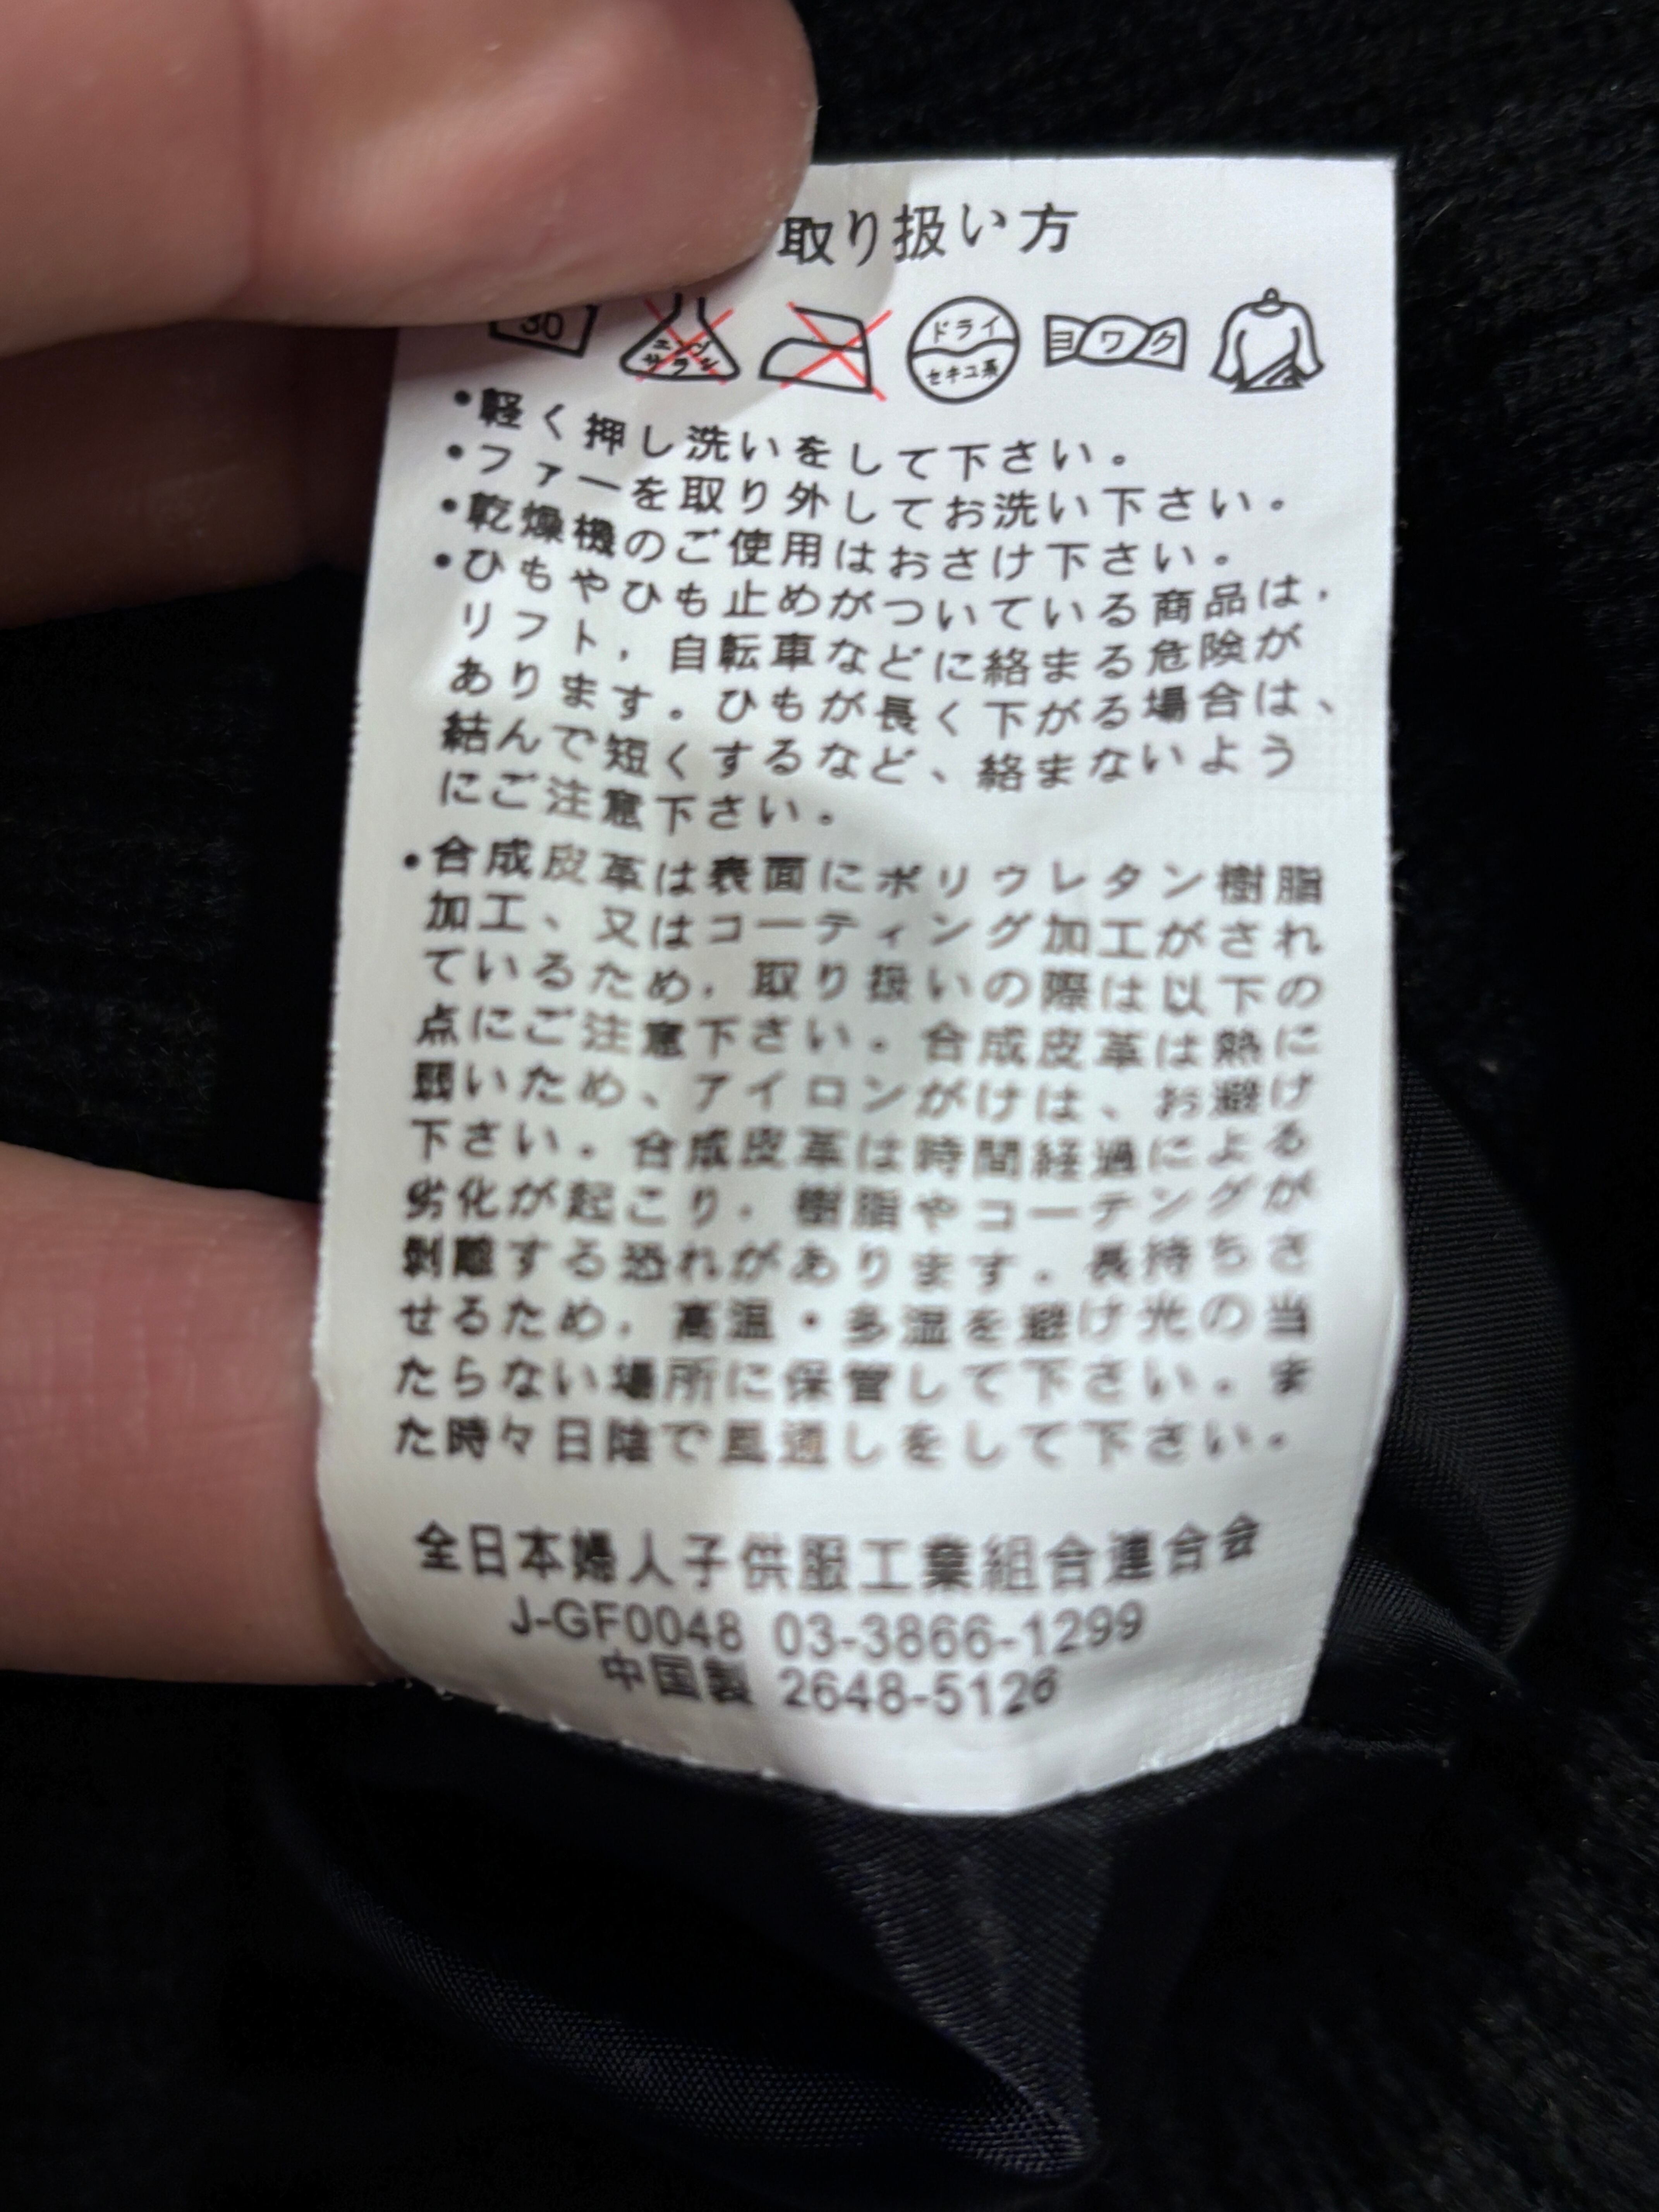 取り扱い方
30
エンソ サラシ
ドライ
セキユ系
ヨワク
・軽く押し洗いをして下さい。
・ファーを取り外してお洗い下さい。
・乾燥機のご使用はおさけ下さい。
・ひもやひも止めがついている商品は,
リフト,自転車などに絡まる危険が
あります。ひもが長く下がる場合は、
結んで短くするなど、絡まないよう
にご注意下さい。
・合成皮革は表面にポリウレタン樹脂
加工、又はコーティング加工がされ
ているため,取り扱いの際は以下の
点にご注意下さい。合成皮革は熱に
弱いため、アイロンがけは、お避け
下さい。合成皮革は時間経過による
劣化が起こり,樹脂やコーテングが
剥離する恐れがあります。長持ちさ
せるため,高温・多湿を避け光の当
たらない場所に保管して下さい。ま
た時々日陰で風通しをして下さい。
全日本婦人子供服工業組合連合会
J-GF0048 03-3866-1299
中国製 2648-5126